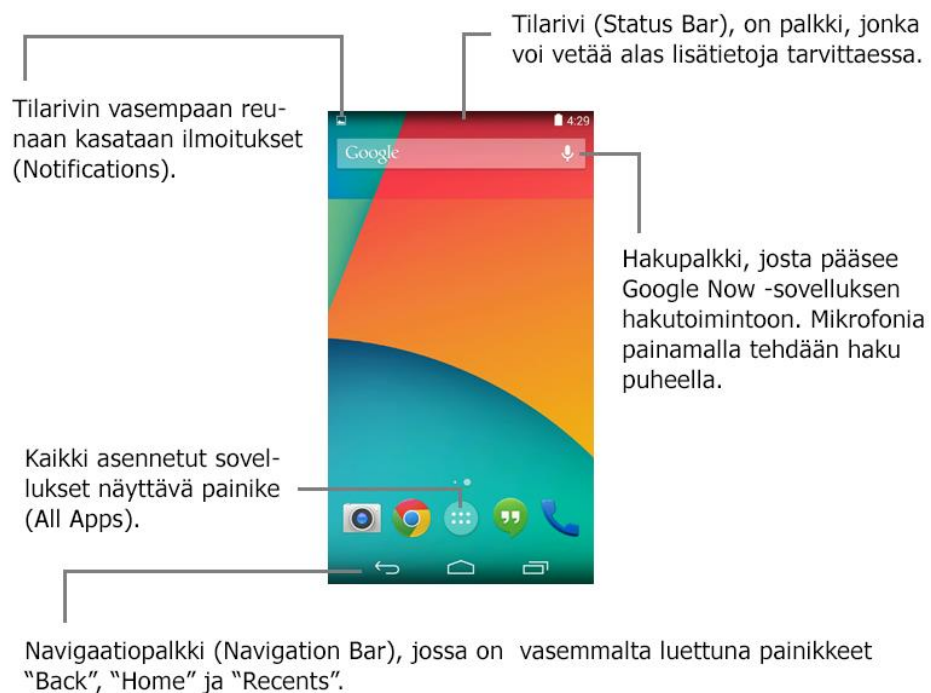 Tilarivi (Status Bar), on palkki, jonka
voi vetää alas lisätietoja tarvittaessa.
Tilarivin vasempaan reu-
naan kasataan ilmoitukset
(Notifications).
4:29
Google
Hakupalkki, josta pääsee
Google Now -sovelluksen
hakutoimintoon. Mikrofonia
painamalla tehdään haku
puheella.
Kaikki asennetut sovel-
lukset näyttävä painike
(All Apps).
Navigaatiopalkki (Navigation Bar), jossa on vasemmalta luettuna painikkeet
“Back”, “Home” ja “Recents”.